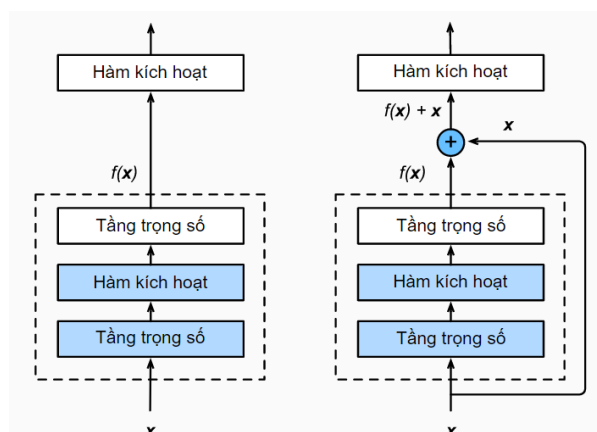 Hàm kích hoạt
f(x)
Tầng trọng số
Hàm kích hoạt
Tầng trọng số
x
Hàm kích hoạt
f(x) + x
x
+
f(x)
Tầng trọng số
Hàm kích hoạt
Tầng trọng số
x